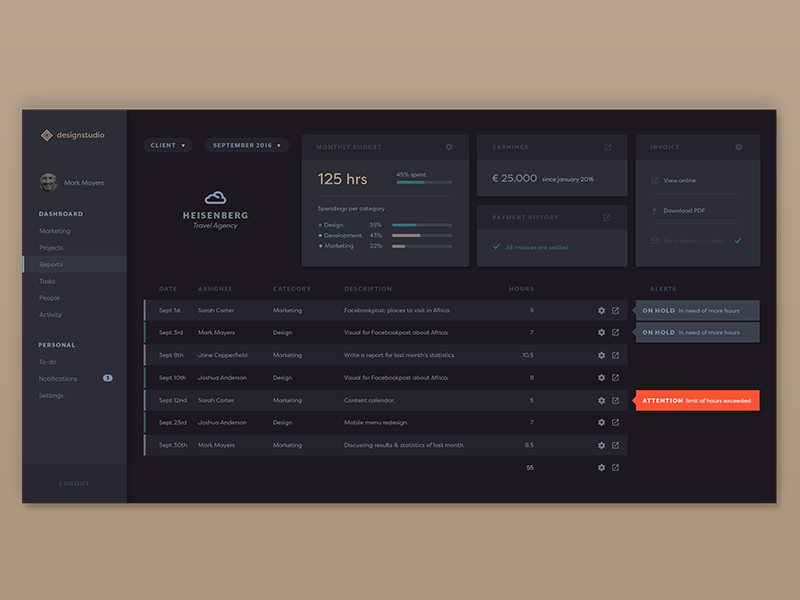 designstudio
Mark Mayers
DASHBOARD
Marketing
Projects
Reports
Tasks
People
Activity
PERSONAL
To-do
Notifications 3
Settings
LOGOUT
CLIENT
SEPTEMBER 2016
HEISENBERG
Travel Agency
MONTHLY BUDGET
125 hrs
45% spent
Spendings per category
Design 35%
Development 43%
Marketing 22%
EARNINGS
€ 25.000 since january 2016
PAYMENT HISTORY
All invoices are settled
INVOICE
View online
Download PDF
Send directly to client
DATE ASSIGNEE CATEGORY DESCRIPTION HOURS ALERTS
Sept 1st Sarah Carter Marketing Facebookpost: places to visit in Africa. 9 ON HOLD In need of more hours
Sept 3rd Mark Mayers Design Visual for Facebookpost about Africa. 7 ON HOLD In need of more hours
Sept 8th Jane Copperfield Marketing Write a report for last month's statistics. 10.5
Sept 10th Joshua Anderson Design Visual for Facebookpost about Africa. 8
Sept 12nd Sarah Carter Marketing Content calendar. 5 ATTENTION limit of hours exceeded
Sept 23rd Joshua Anderson Design Mobile menu redesign. 7
Sept 30th Mark Mayers Marketing Discussing results & statistics of last month. 8.5
55